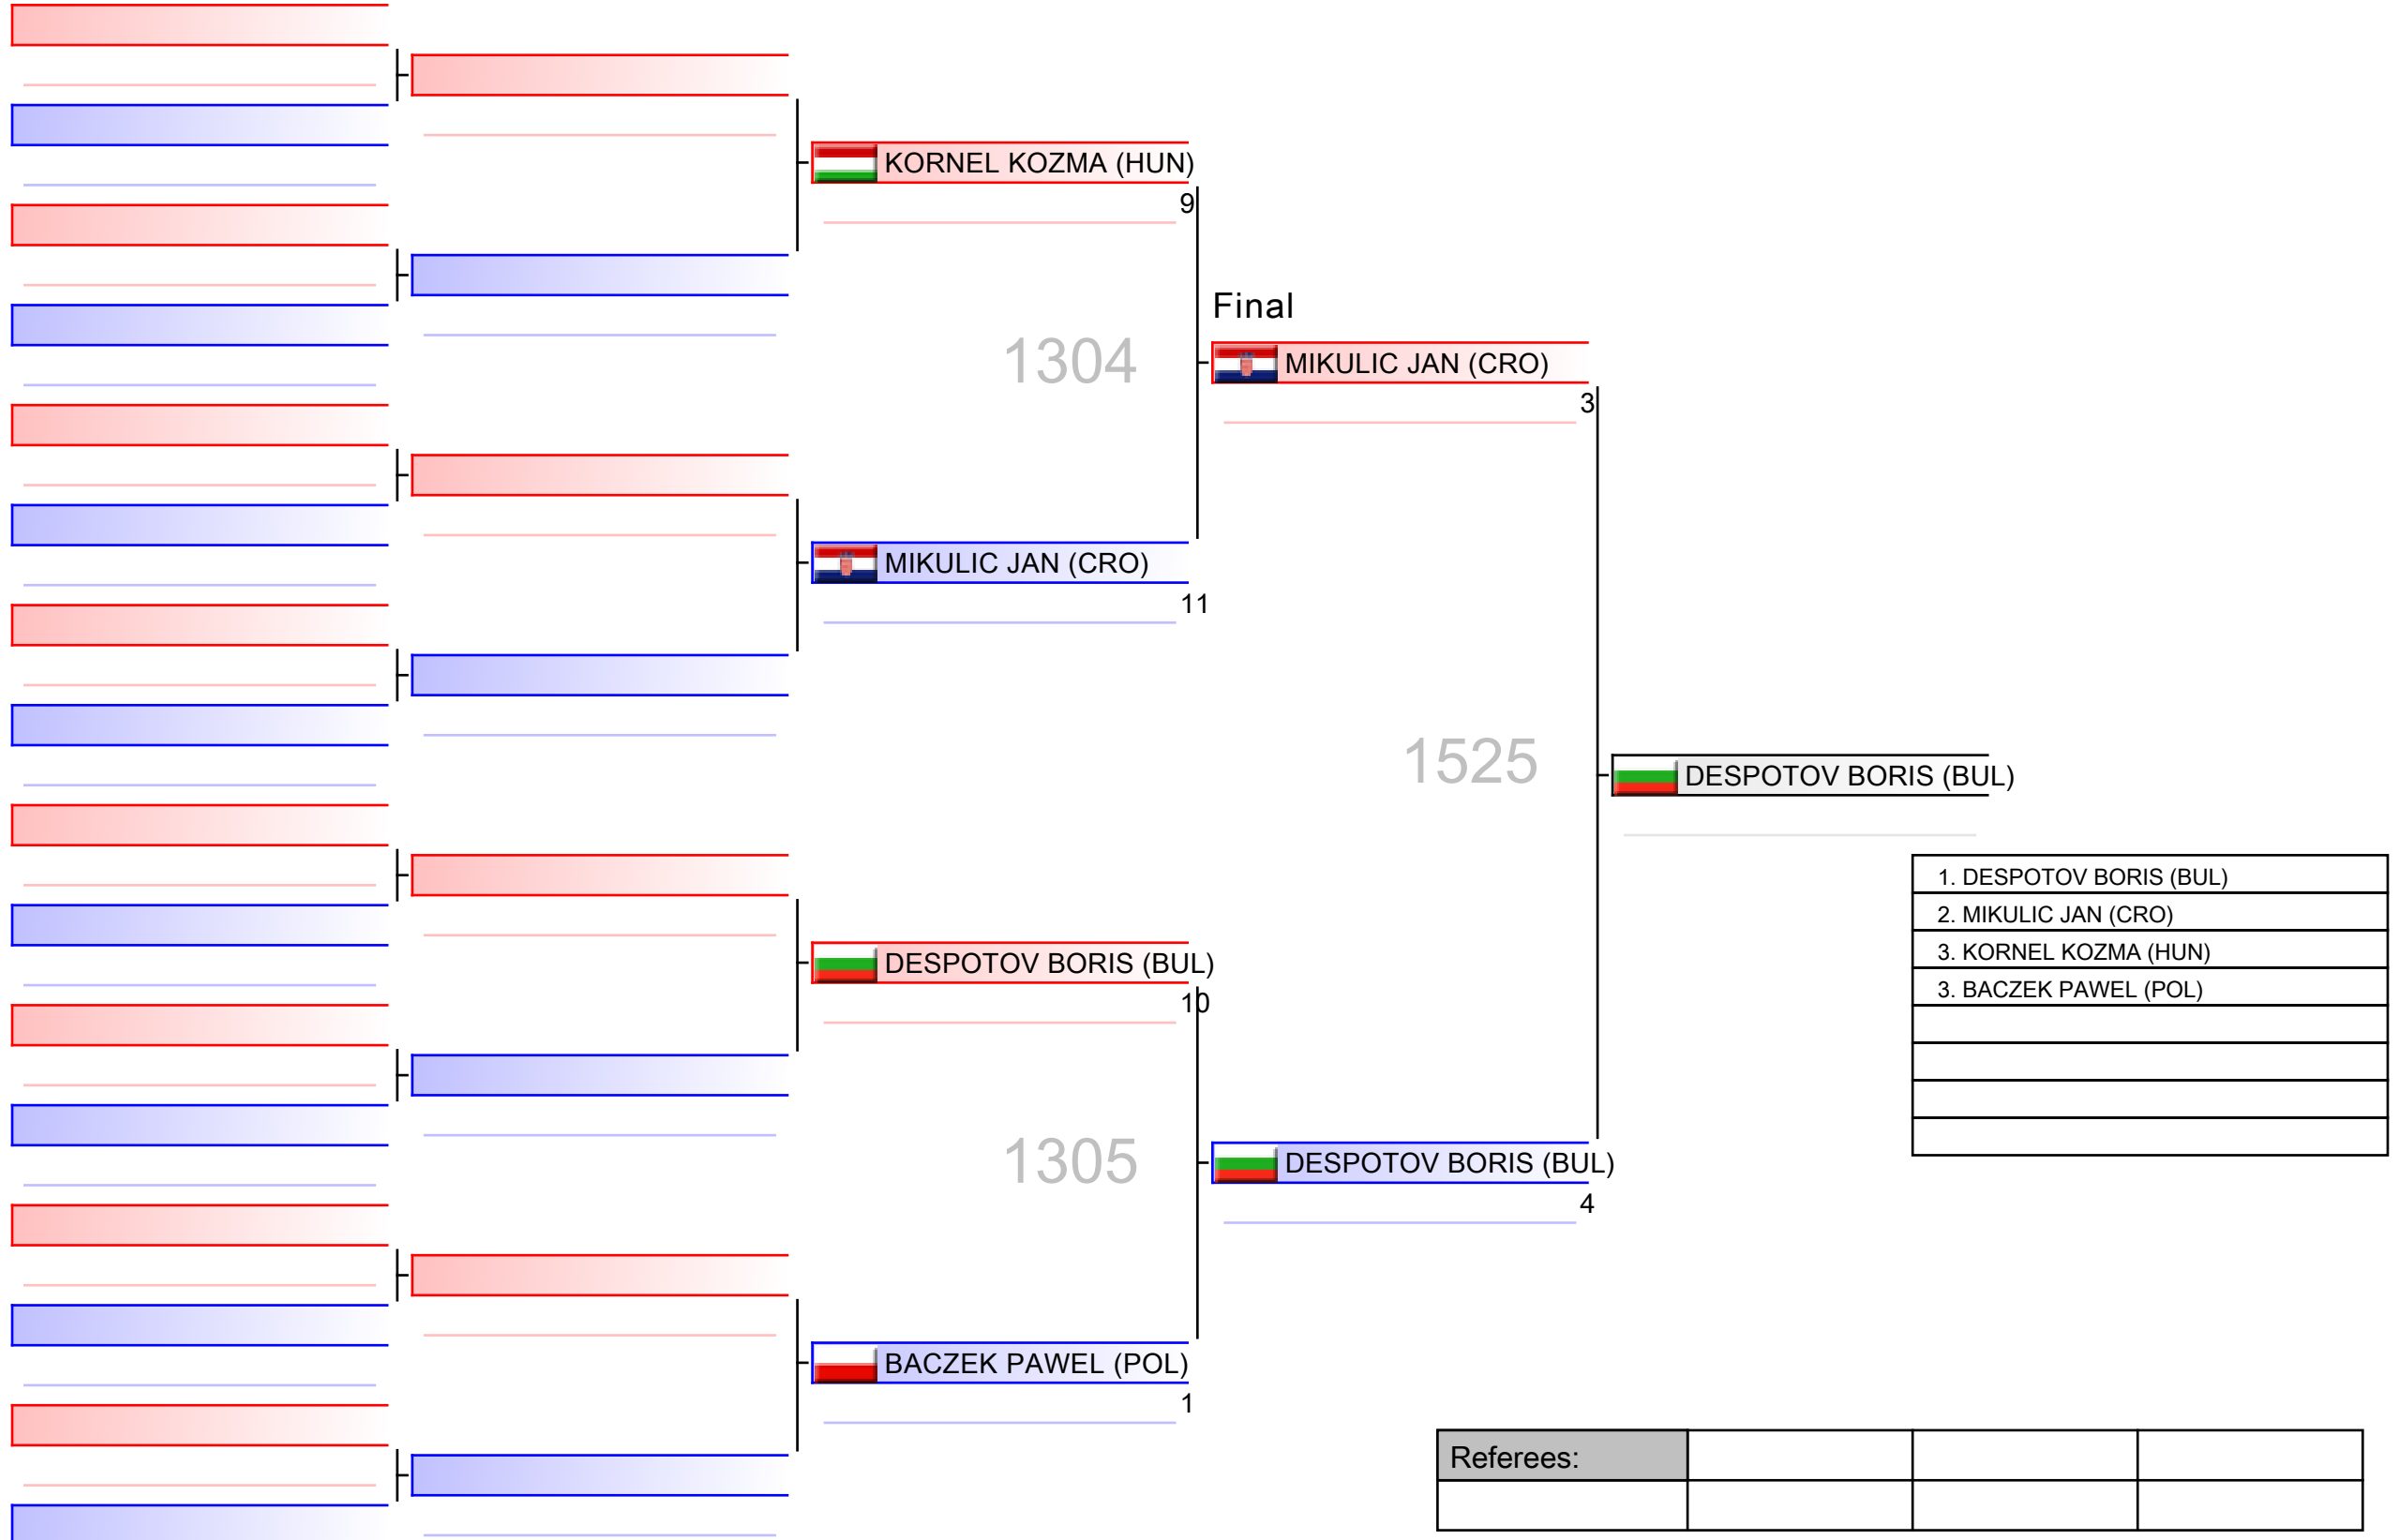 KORNEL KOZMA (HUN)
9
1304
Final
MIKULIC JAN (CRO)
3
MIKULIC JAN (CRO)
11
1525
DESPOTOV BORIS (BUL)
DESPOTOV BORIS (BUL)
10
1305
DESPOTOV BORIS (BUL)
4
BACZEK PAWEL (POL)
1
1. DESPOTOV BORIS (BUL)
2. MIKULIC JAN (CRO)
3. KORNEL KOZMA (HUN)
3. BACZEK PAWEL (POL)
Referees: